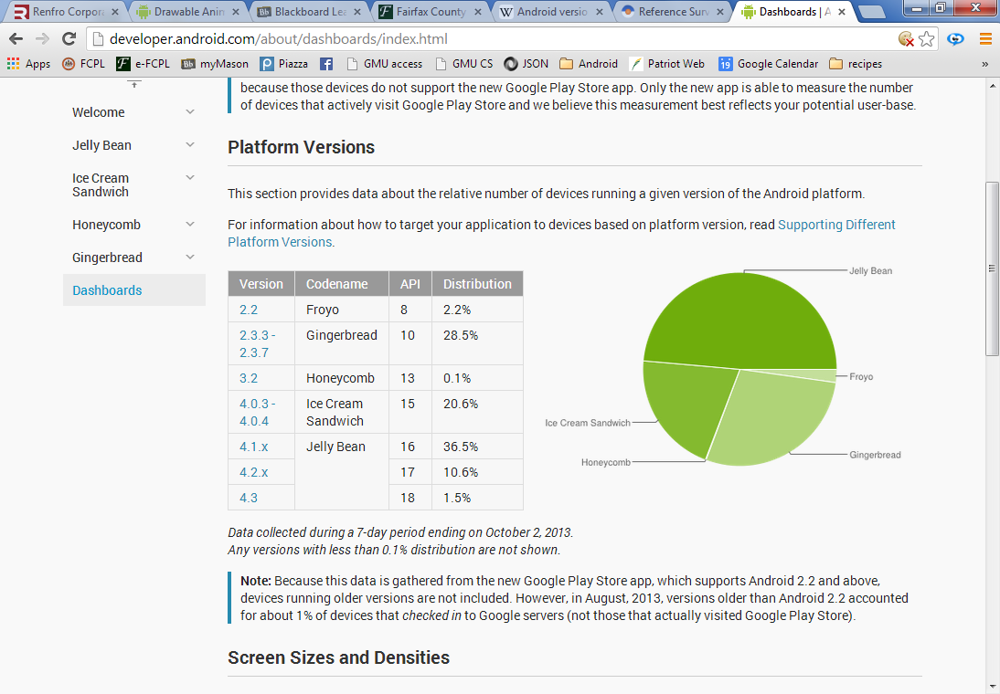 Renfro Corpora
Drawable Anim
Blackboard Lea
Fairfax County
Android versio
Reference Surv
Dashboards | A
developer.android.com/about/dashboards/index.html
Apps
FCPL
e-FCPL
myMason
Piazza
GMU access
GMU CS
JSON
Android
Patriot Web
19
Google Calendar
recipes
»
because those devices do not support the new Google Play Store app. Only the new app is able to measure the number
of devices that actively visit Google Play Store and we believe this measurement best reflects your potential user-base.
Welcome
Jelly Bean
Ice Cream
Sandwich
Honeycomb
Gingerbread
Dashboards
Platform Versions
This section provides data about the relative number of devices running a given version of the Android platform.
For information about how to target your application to devices based on platform version, read Supporting Different
Platform Versions.
Version Codename API Distribution
2.2 Froyo 8 2.2%
2.3.3 - Gingerbread 10 28.5%
2.3.7
3.2 Honeycomb 13 0.1%
4.0.3 - Ice Cream 15 20.6%
4.0.4 Sandwich
4.1.x Jelly Bean 16 36.5%
4.2.x 17 10.6%
4.3 18 1.5%
Jelly Bean
Froyo
Ice Cream Sandwich
Gingerbread
Honeycomb
Data collected during a 7-day period ending on October 2, 2013.
Any versions with less than 0.1% distribution are not shown.
Note: Because this data is gathered from the new Google Play Store app, which supports Android 2.2 and above,
devices running older versions are not included. However, in August, 2013, versions older than Android 2.2 accounted
for about 1% of devices that checked in to Google servers (not those that actually visited Google Play Store).
Screen Sizes and Densities